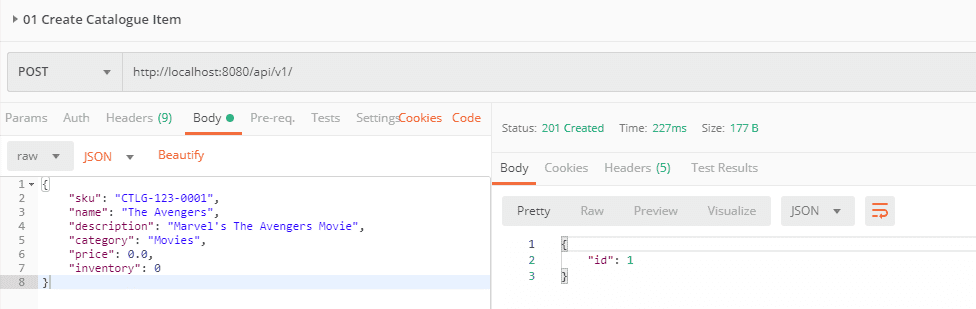 01 Create Catalogue Item
POST http://localhost:8080/api/v1/
Params Auth Headers (9) Body Pre-req. Tests Settings Cookies Code
raw JSON Beautify
1 {
2 "sku": "CTLG-123-0001",
3 "name": "The Avengers",
4 "description": "Marvel's The Avengers Movie",
5 "category": "Movies",
6 "price": 0.0,
7 "inventory": 0
8 }
Status: 201 Created Time: 227ms Size: 177 B
Body Cookies Headers (5) Test Results
Pretty Raw Preview Visualize JSON
1 {
2 "id": 1
3 }